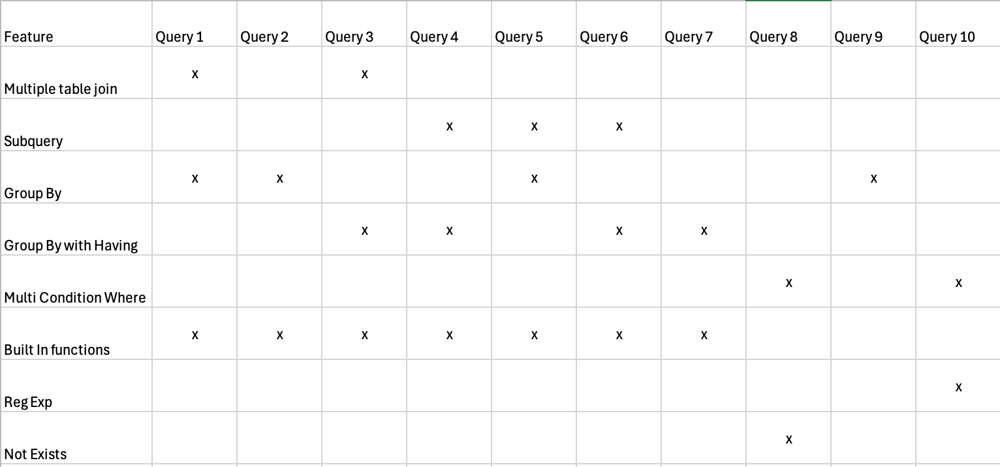 Feature Query 1 Query 2 Query 3 Query 4 Query 5 Query 6 Query 7 Query 8 Query 9 Query 10
Multiple table join x x
Subquery x x x
Group By x x x x
Group By with Having x x x x
Multi Condition Where x x
Built In functions x x x x x x x
Reg Exp x
Not Exists x